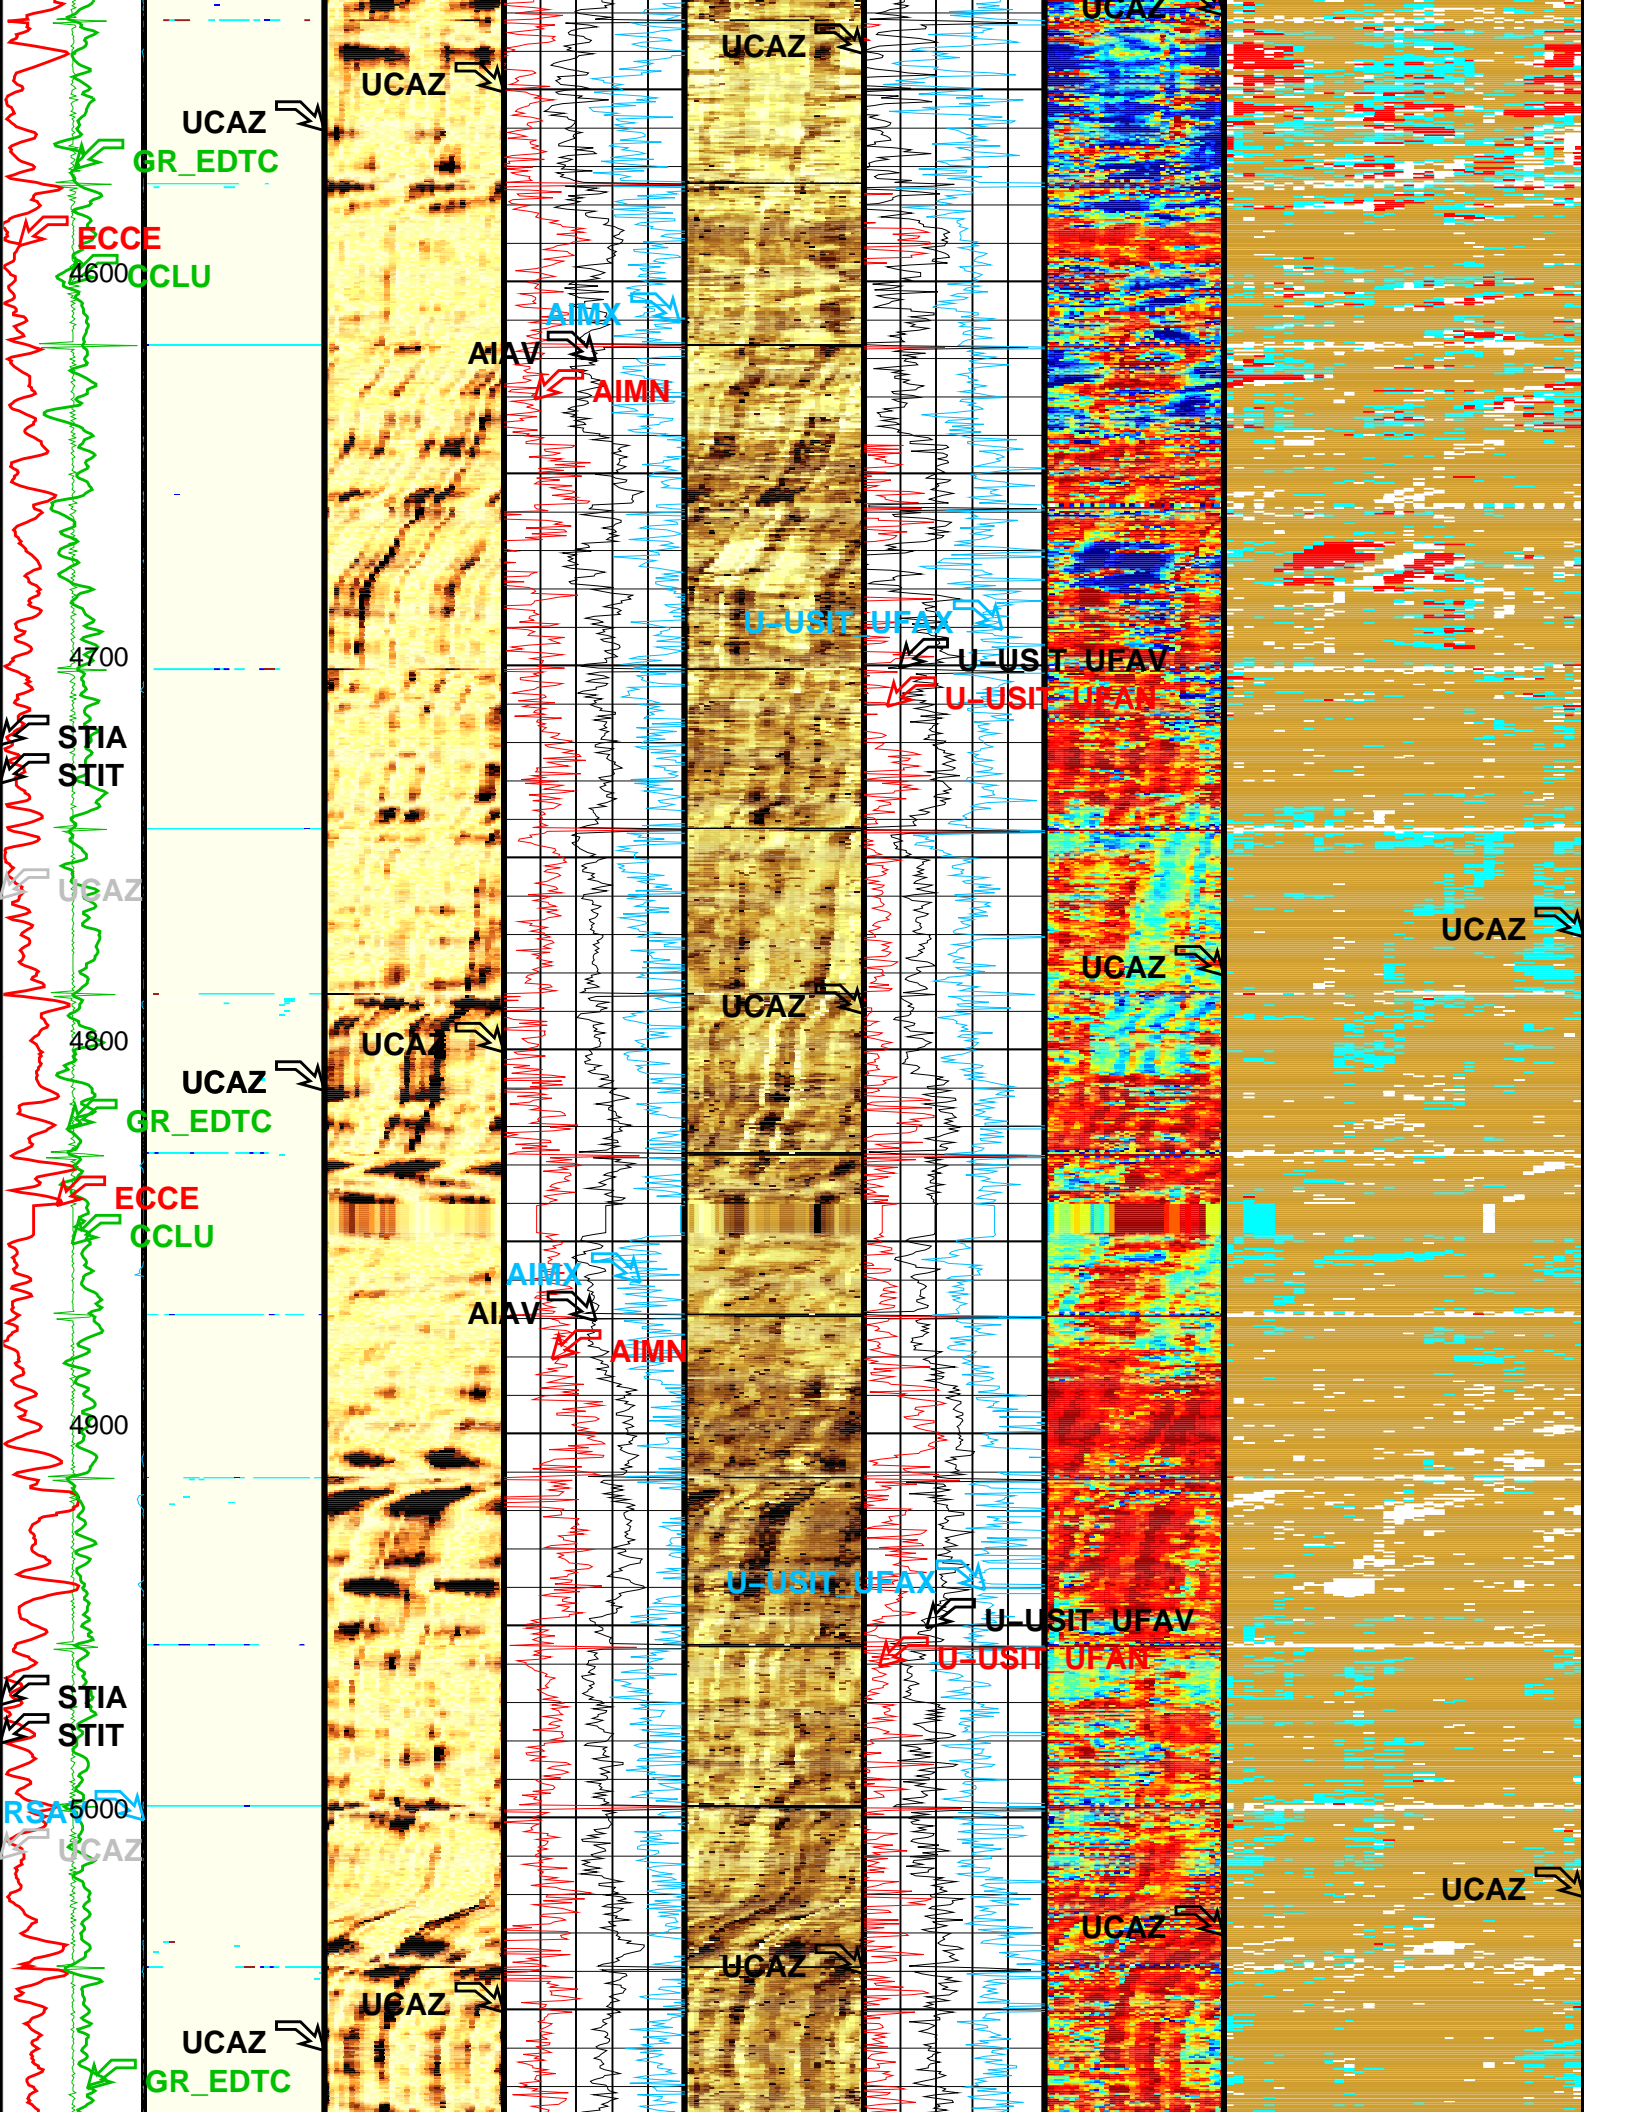 UCAZ
UCAZ
UCAZ
UCAZ
GR_EDTC
ECCE
4600
CCLU
AIMX
AIAV
AIMN
U-USIT_UFAX
4700
U-USIT_UFAV
U-USIT_UFAN
STIA
STIT
UCAZ
UCAZ
UCAZ
UCAZ
4800
UCAZ
UCAZ
GR_EDTC
ECCE
CCLU
AIMX
AIAV
AIMN
4900
U-USIT_UFAX
U-USIT_UFAV
U-USIT_UFAN
STIA
STIT
RSAV
5000
UCAZ
UCAZ
UCAZ
UCAZ
UCAZ
UCAZ
GR_EDTC